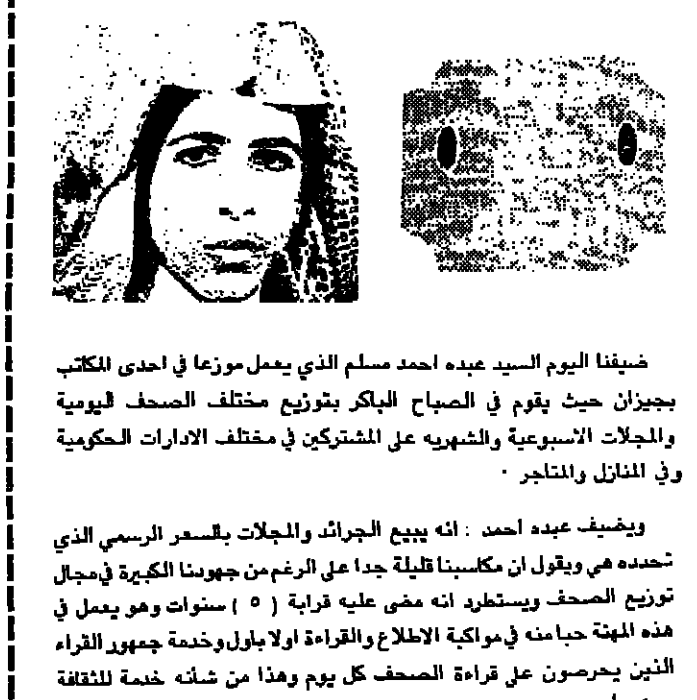 ضيفنا اليوم السيد عبده احمد مسلم الذي يعمل موزعا في احدى المكاتب
بجيزان حيث يقوم في الصباح الباكر بتوزيع مختلف الصحف اليومية
والمجلات الاسبوعية والشهريه على المشتركين في مختلف الادارات الحكومية
وفي المنازل والمتاجر ٠
ويضيف عبده احمد : انه يبيع الجرائد والمجلات بالسعر الرسمي الذي
تحدده هي ويقول ان مكاسبنا قليلة جدا على الرغم من جهودنا الكبيرة في مجال
توزيع الصحف ويستطرد انه مضى عليه قرابة ( ٥ ) سنوات وهو يعمل في
هذه المهنة حبا منه في مواكبة الاطلاع والقراءة اولا باول وخدمة جمهور القراء
الذين يحرصون على قراءة الصحف كل يوم وهذا من شأنه خدمة للثقافة